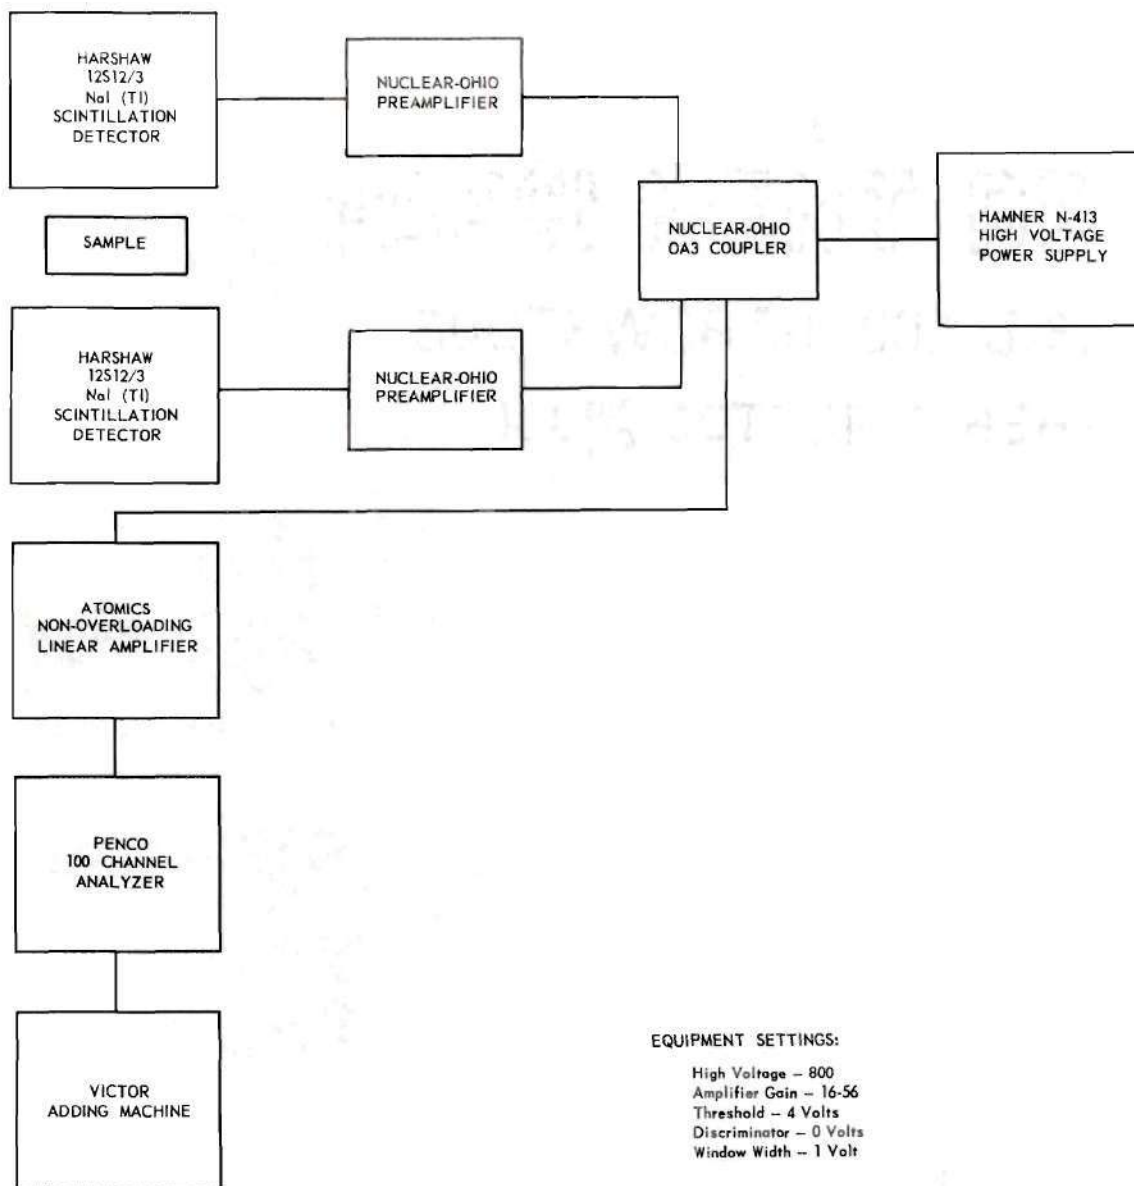 HARSHAW
12S12/3
NaI (Tl)
SCINTILLATION
DETECTOR
NUCLEAR-OHIO
PREAMPLIFIER
SAMPLE
NUCLEAR-OHIO
OA3 COUPLER
HAMNER N-413
HIGH VOLTAGE
POWER SUPPLY
HARSHAW
12S12/3
NaI (Tl)
SCINTILLATION
DETECTOR
NUCLEAR-OHIO
PREAMPLIFIER
ATOMICS
NON-OVERLOADING
LINEAR AMPLIFIER
PENCO
100 CHANNEL
ANALYZER
VICTOR
ADDING MACHINE
EQUIPMENT SETTINGS:
High Voltage – 800
Amplifier Gain – 16-56
Threshold – 4 Volts
Discriminator – 0 Volts
Window Width – 1 Volt